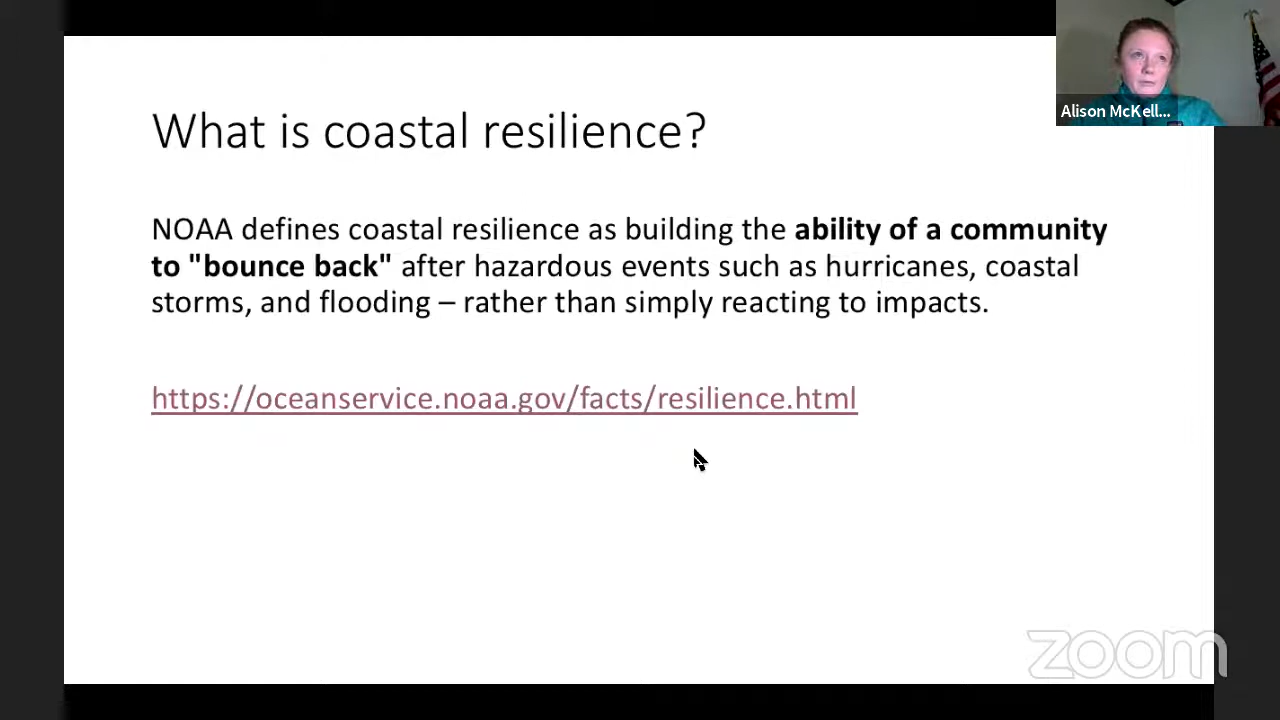 Alison McKell...
What is coastal resilience?
NOAA defines coastal resilience as building the ability of a community
to "bounce back" after hazardous events such as hurricanes, coastal
storms, and flooding – rather than simply reacting to impacts.
https://oceanservice.noaa.gov/facts/resilience.html
zoom